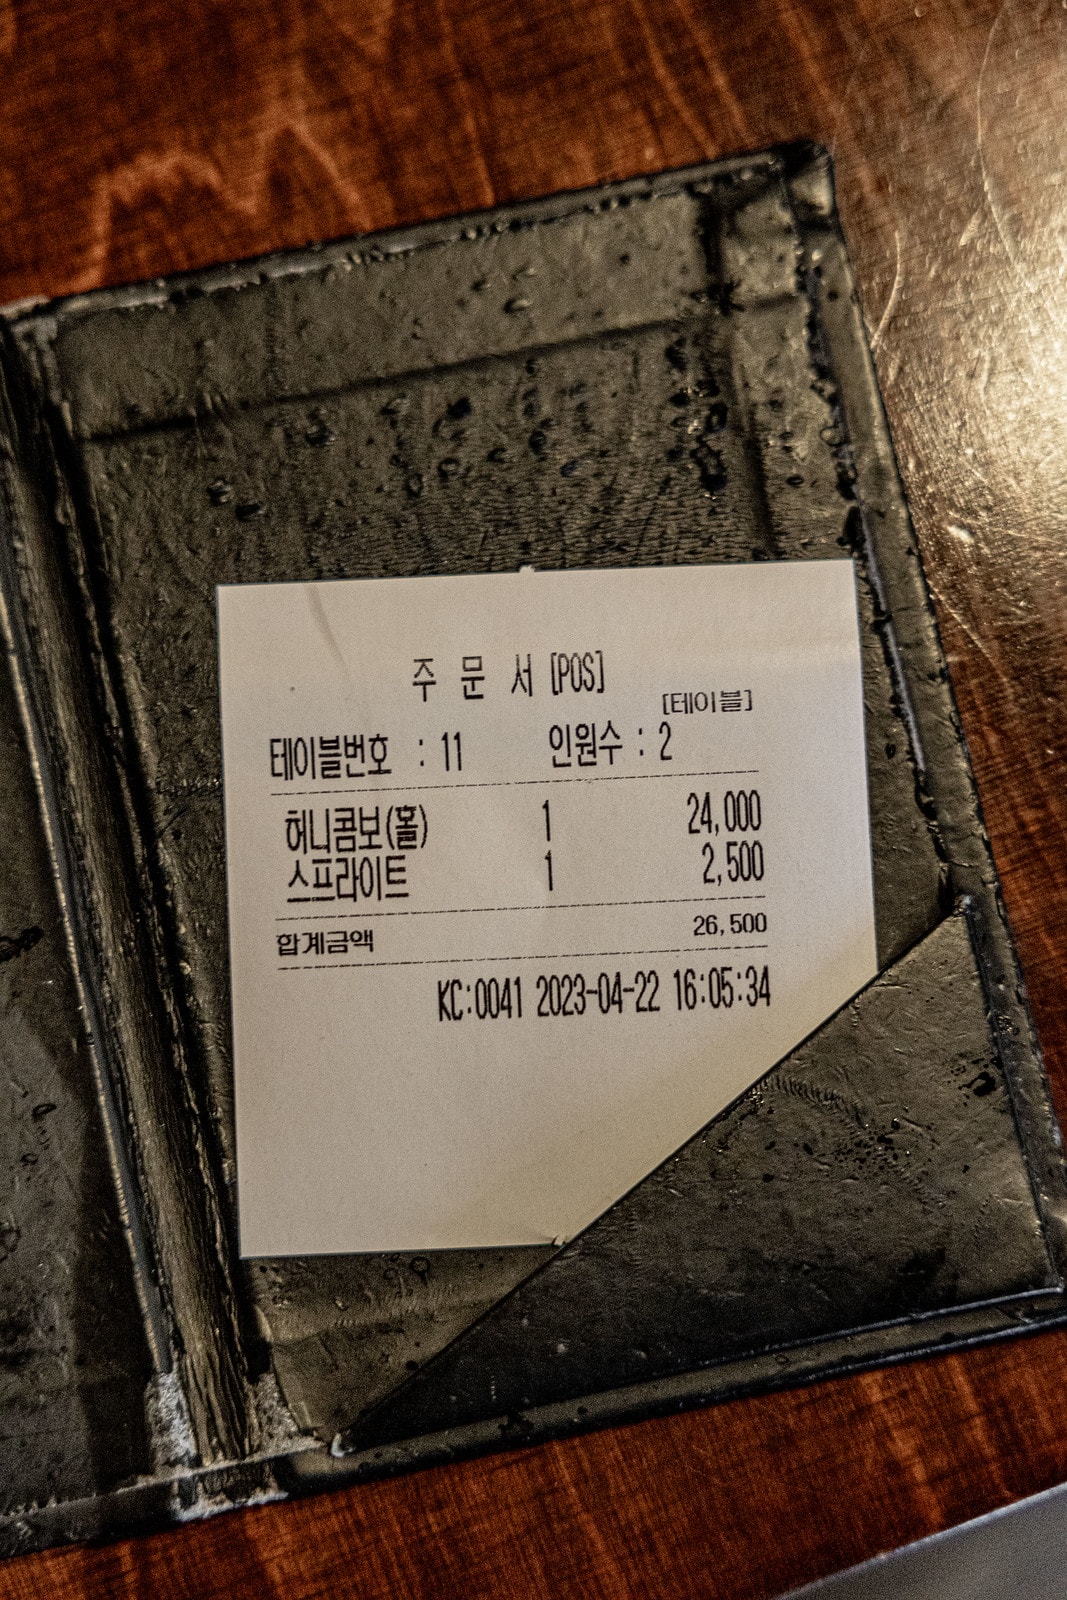 주 문 서 [POS]
[테이블]
테이블번호 : 11 인원수 : 2
허니콤보(홀) 1 24,000
스프라이트 1 2,500
합계금액 26,500
KC:0041 2023-04-22 16:05:34